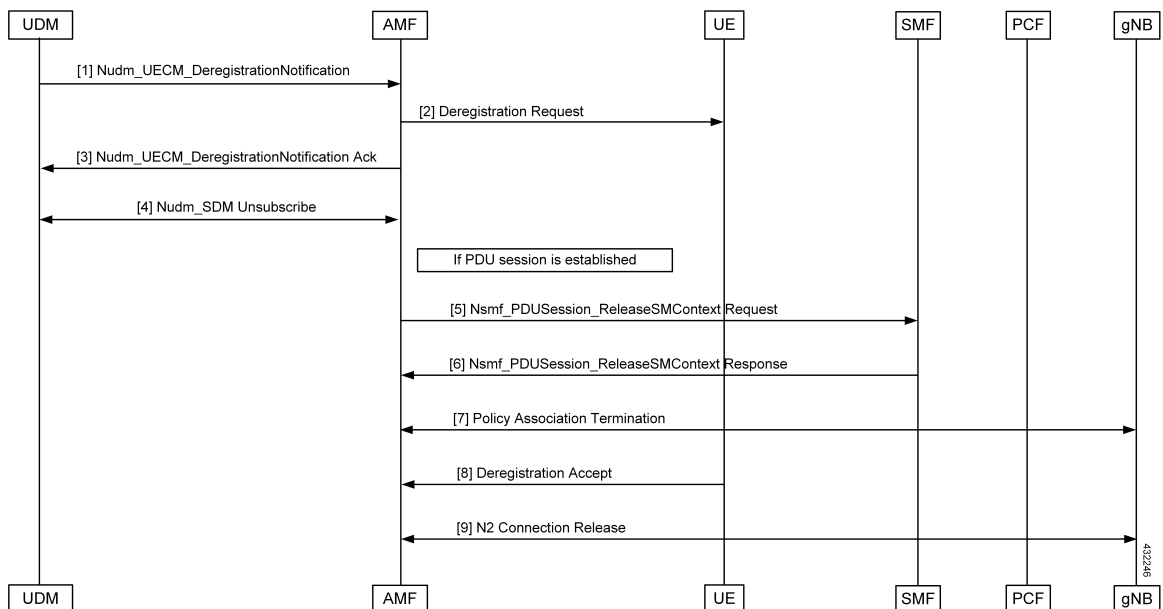 UDM
AMF
UE
SMF
PCF
gNB
[1] Nudm_UECM_DeregistrationNotification
[2] Deregistration Request
[3] Nudm_UECM_DeregistrationNotification Ack
[4] Nudm_SDM Unsubscribe
If PDU session is established
[5] Nsmf_PDUSession_ReleaseSMContext Request
[6] Nsmf_PDUSession_ReleaseSMContext Response
[7] Policy Association Termination
[8] Deregistration Accept
[9] N2 Connection Release
432246
UDM
AMF
UE
SMF
PCF
gNB